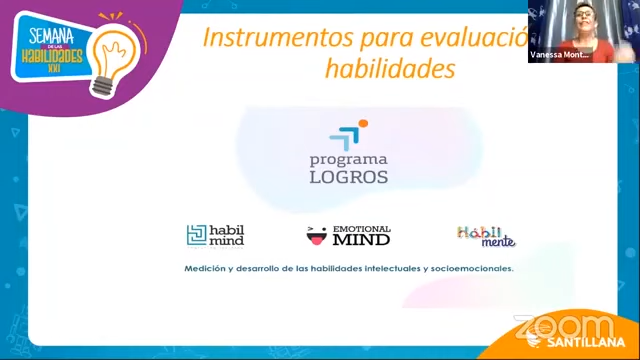 SEMANA
DE LAS
HABILIDADES
XXI
Instrumentos para evaluació
habilidades
Vanessa Mont...
programa
LOGROS
habil
mind
EMOTIONAL
MIND
Hábil
mente
Medición y desarrollo de las habilidades intelectuales y socioemocionales.
zoom
SANTILLANA